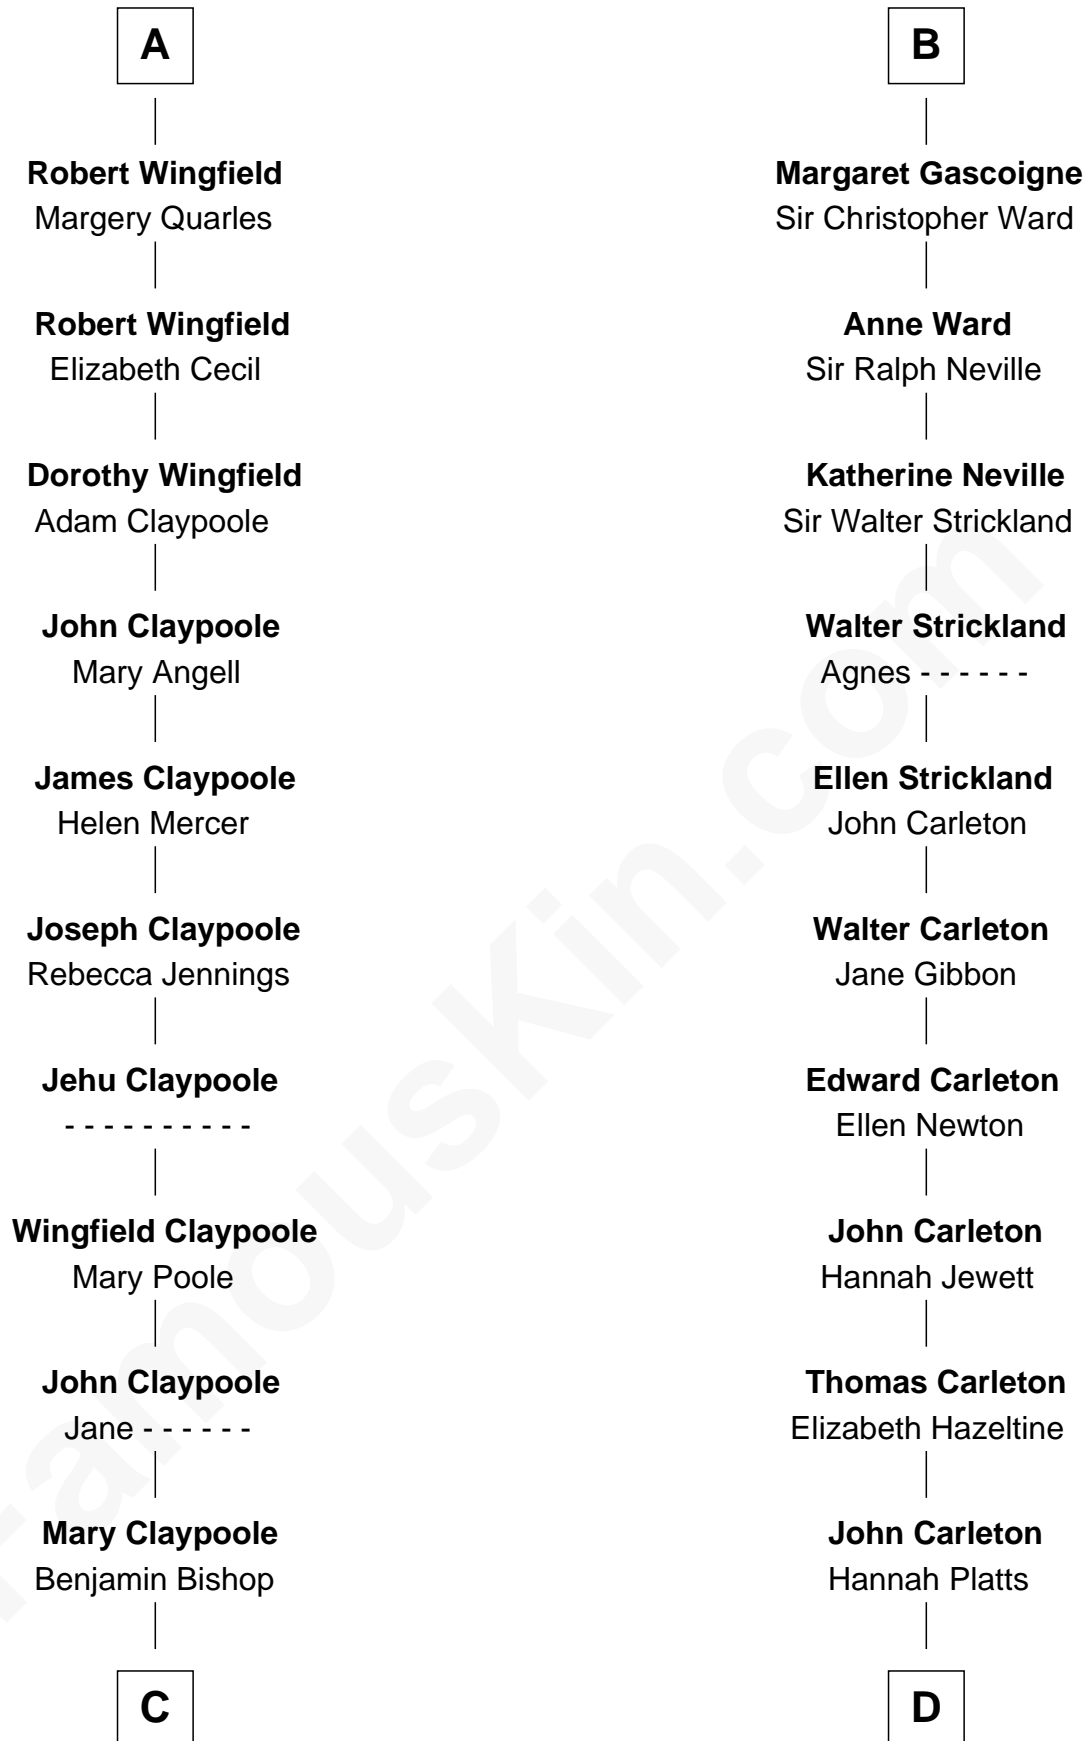 A
Robert Wingfield
Margery Quarles
Robert Wingfield
Elizabeth Cecil
Dorothy Wingfield
Adam Claypoole
John Claypoole
Mary Angell
James Claypoole
Helen Mercer
Joseph Claypoole
Rebecca Jennings
Jehu Claypoole
- - - - - - - - - -
Wingfield Claypoole
Mary Poole
John Claypoole
Jane - - - - - -
Mary Claypoole
Benjamin Bishop
C
B
Margaret Gascoigne
Sir Christopher Ward
Anne Ward
Sir Ralph Neville
Katherine Neville
Sir Walter Strickland
Walter Strickland
Agnes - - - - - -
Ellen Strickland
John Carleton
Walter Carleton
Jane Gibbon
Edward Carleton
Ellen Newton
John Carleton
Hannah Jewett
Thomas Carleton
Elizabeth Hazeltine
John Carleton
Hannah Platts
D
FamousKin.com